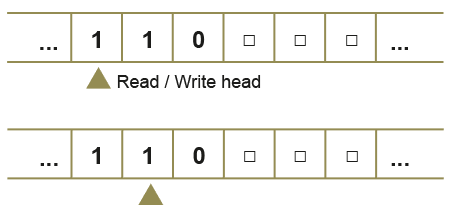 ... 1 1 0 □ □ □ ...
Read / Write head
... 1 1 0 □ □ □ ...